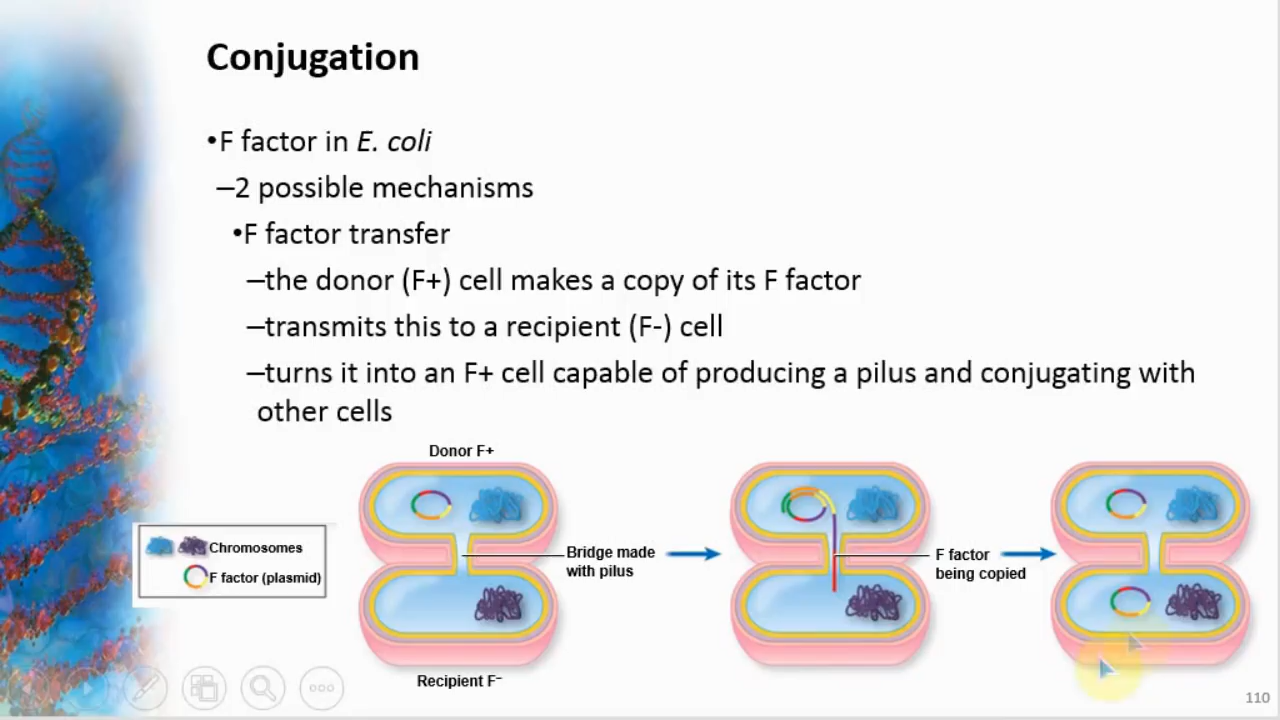 Conjugation
•F factor in E. coli
–2 possible mechanisms
•F factor transfer
–the donor (F+) cell makes a copy of its F factor
–transmits this to a recipient (F-) cell
–turns it into an F+ cell capable of producing a pilus and conjugating with
other cells
Donor F+
Chromosomes
F factor (plasmid)
Bridge made
with pilus
F factor
being copied
Recipient F⁻
110